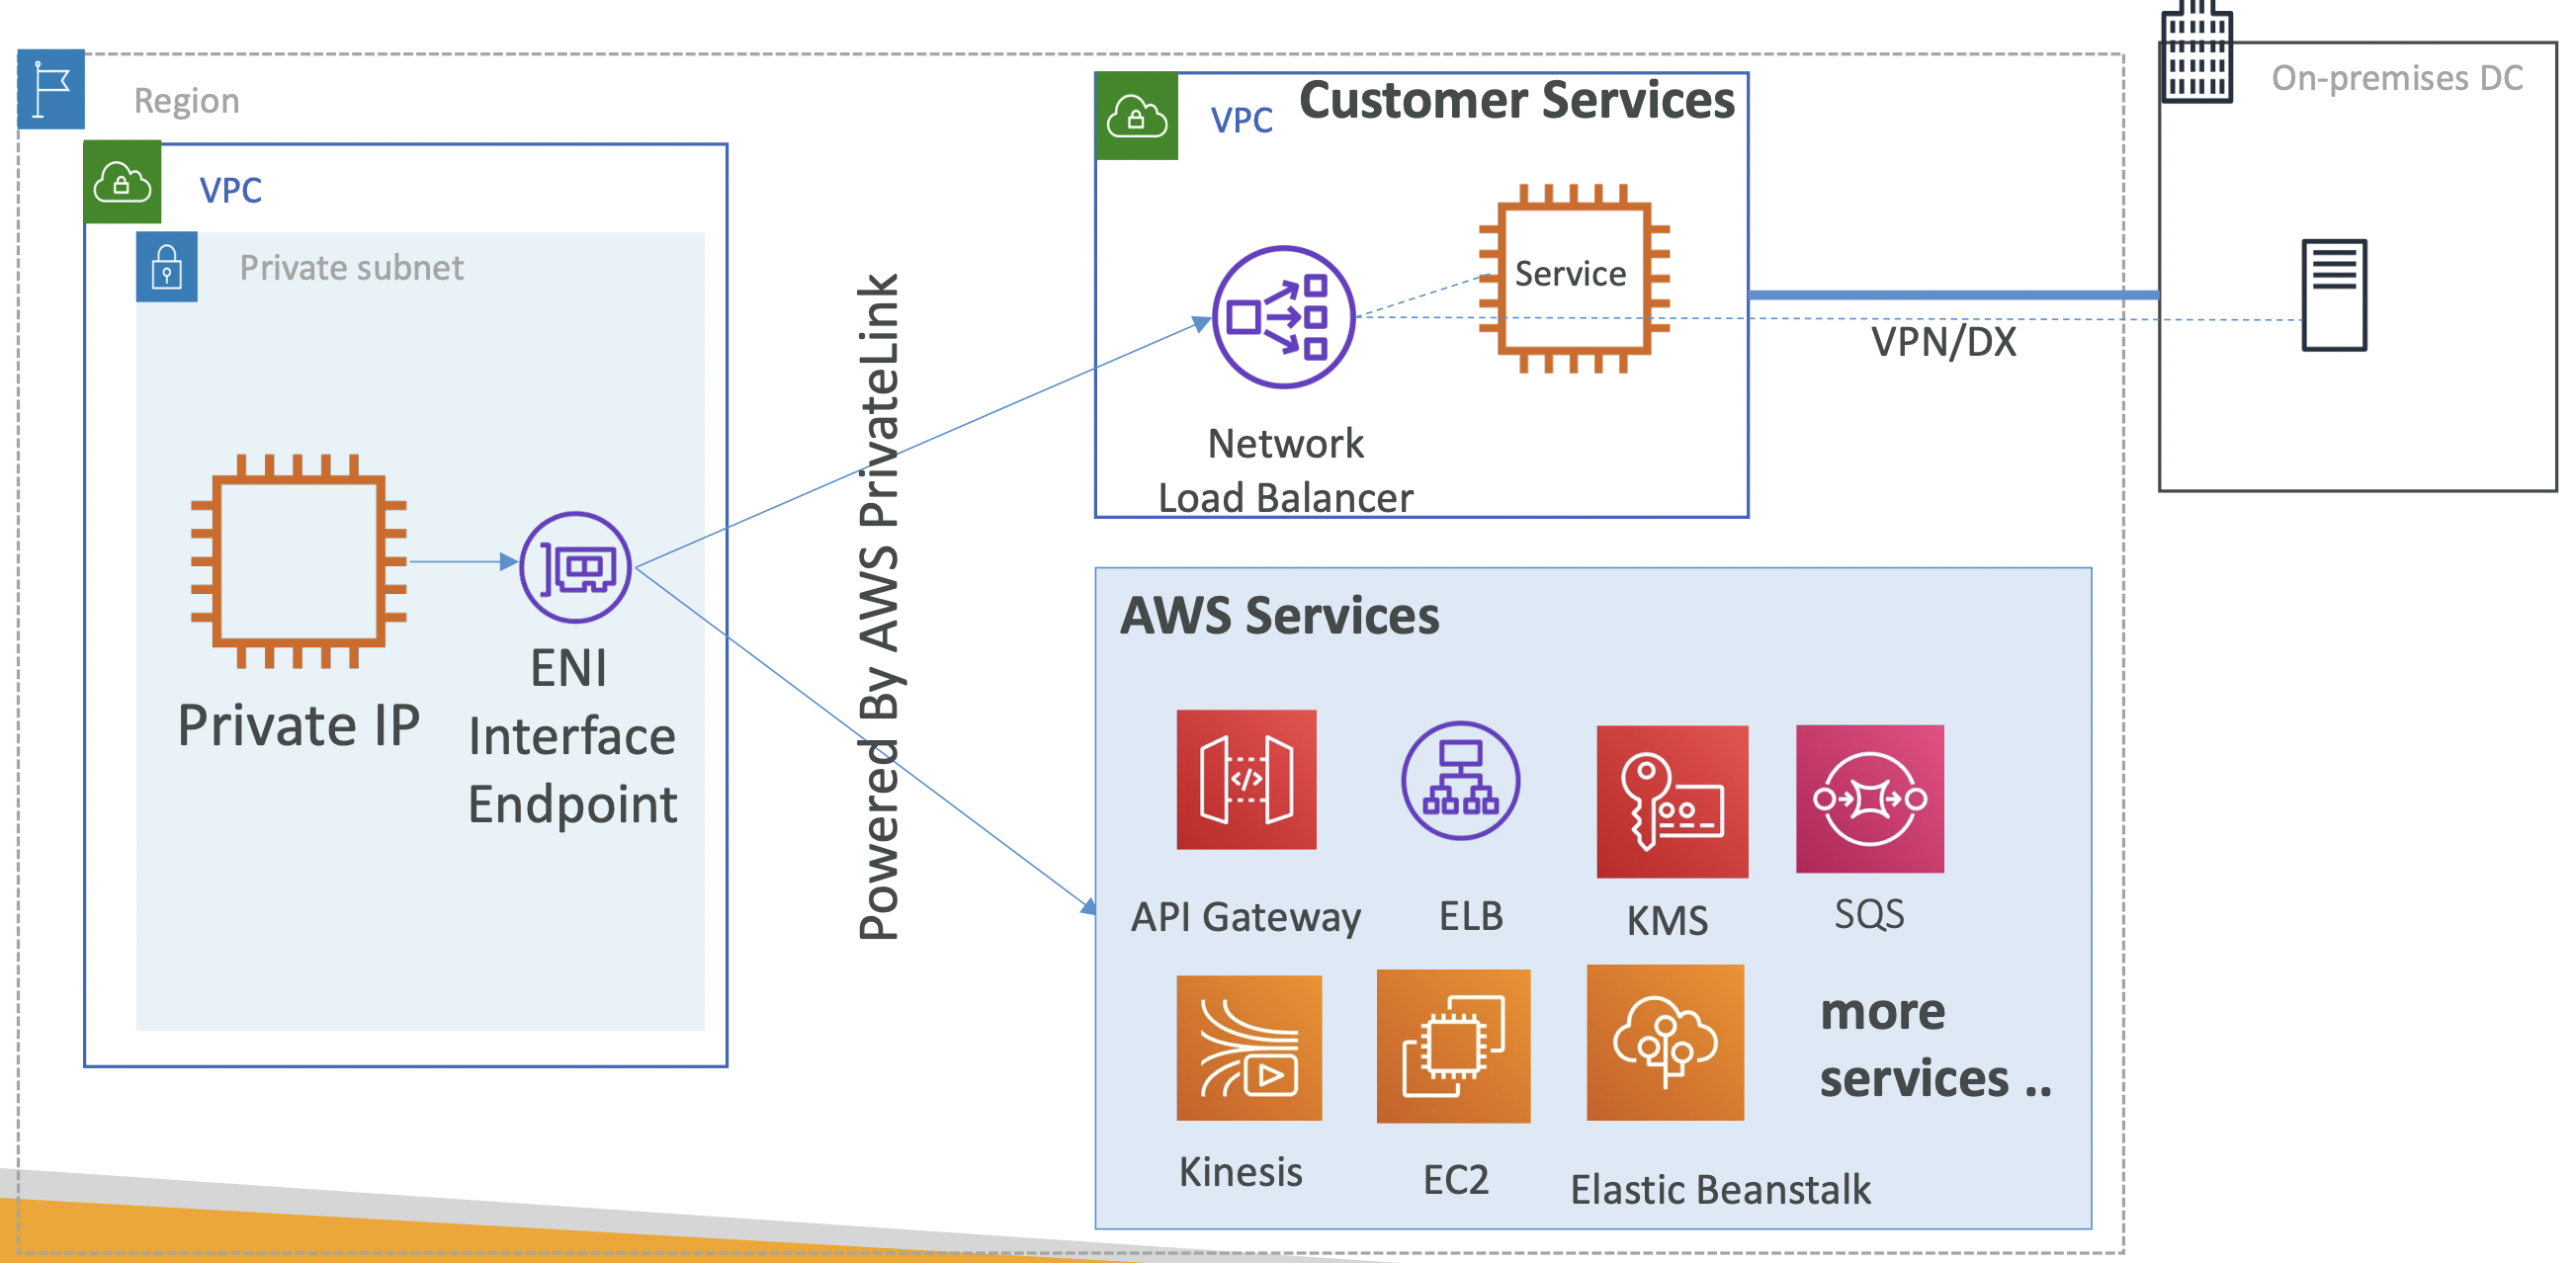 Region
VPC
Private subnet
Private IP
ENI
Interface
Endpoint
Powered By AWS PrivateLink
VPC
Customer Services
Service
Network
Load Balancer
VPN/DX
On-premises DC
AWS Services
API Gateway
ELB
KMS
SQS
Kinesis
EC2
Elastic Beanstalk
more
services ..